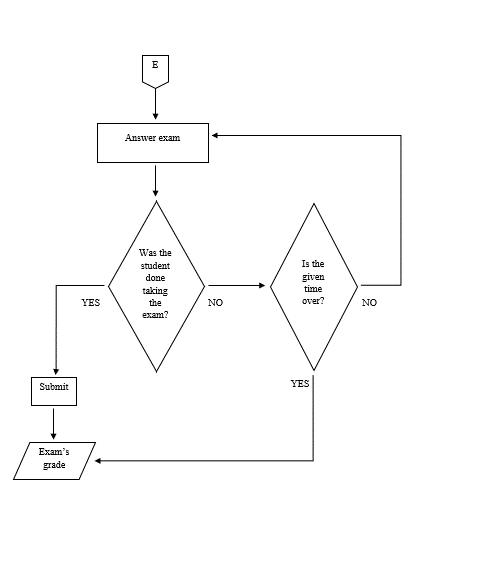 E
Answer exam
Was the
student
done
taking
the
exam?
Is the
given
time
over?
YES
NO
NO
YES
Submit
Exam's
grade